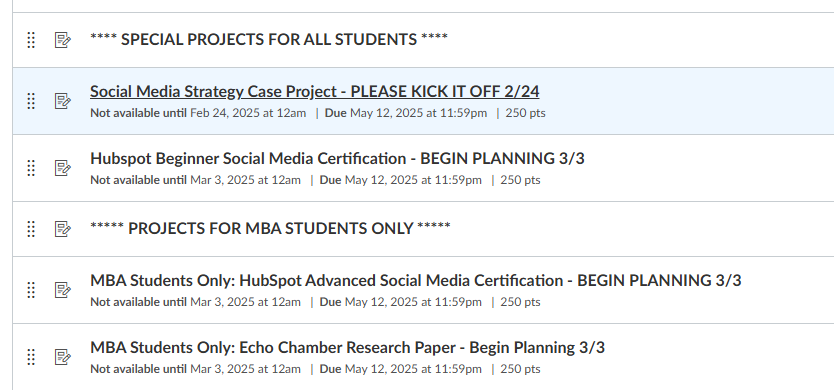 **** SPECIAL PROJECTS FOR ALL STUDENTS ****
Social Media Strategy Case Project - PLEASE KICK IT OFF 2/24
Not available until Feb 24, 2025 at 12am | Due May 12, 2025 at 11:59pm | 250 pts
Hubspot Beginner Social Media Certification - BEGIN PLANNING 3/3
Not available until Mar 3, 2025 at 12am | Due May 12, 2025 at 11:59pm | 250 pts
***** PROJECTS FOR MBA STUDENTS ONLY *****
MBA Students Only: HubSpot Advanced Social Media Certification - BEGIN PLANNING 3/3
Not available until Mar 3, 2025 at 12am | Due May 12, 2025 at 11:59pm | 250 pts
MBA Students Only: Echo Chamber Research Paper - Begin Planning 3/3
Not available until Mar 3, 2025 at 12am | Due May 12, 2025 at 11:59pm | 250 pts